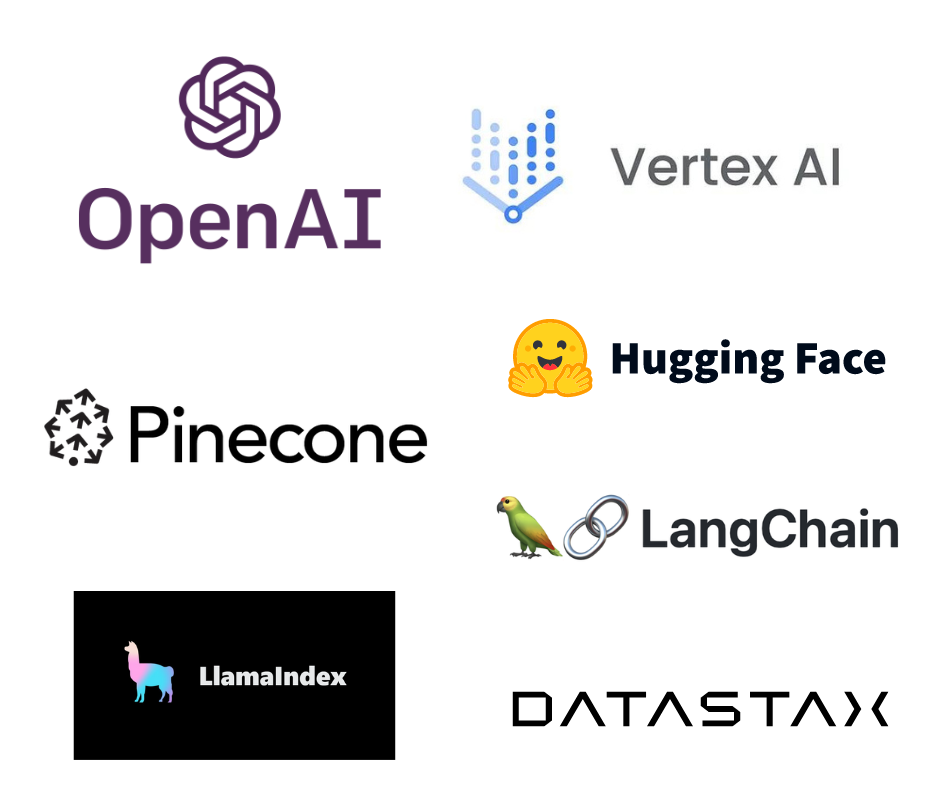 OpenAI
Vertex AI
Hugging Face
Pinecone
LangChain
LlamaIndex
DATASTAX